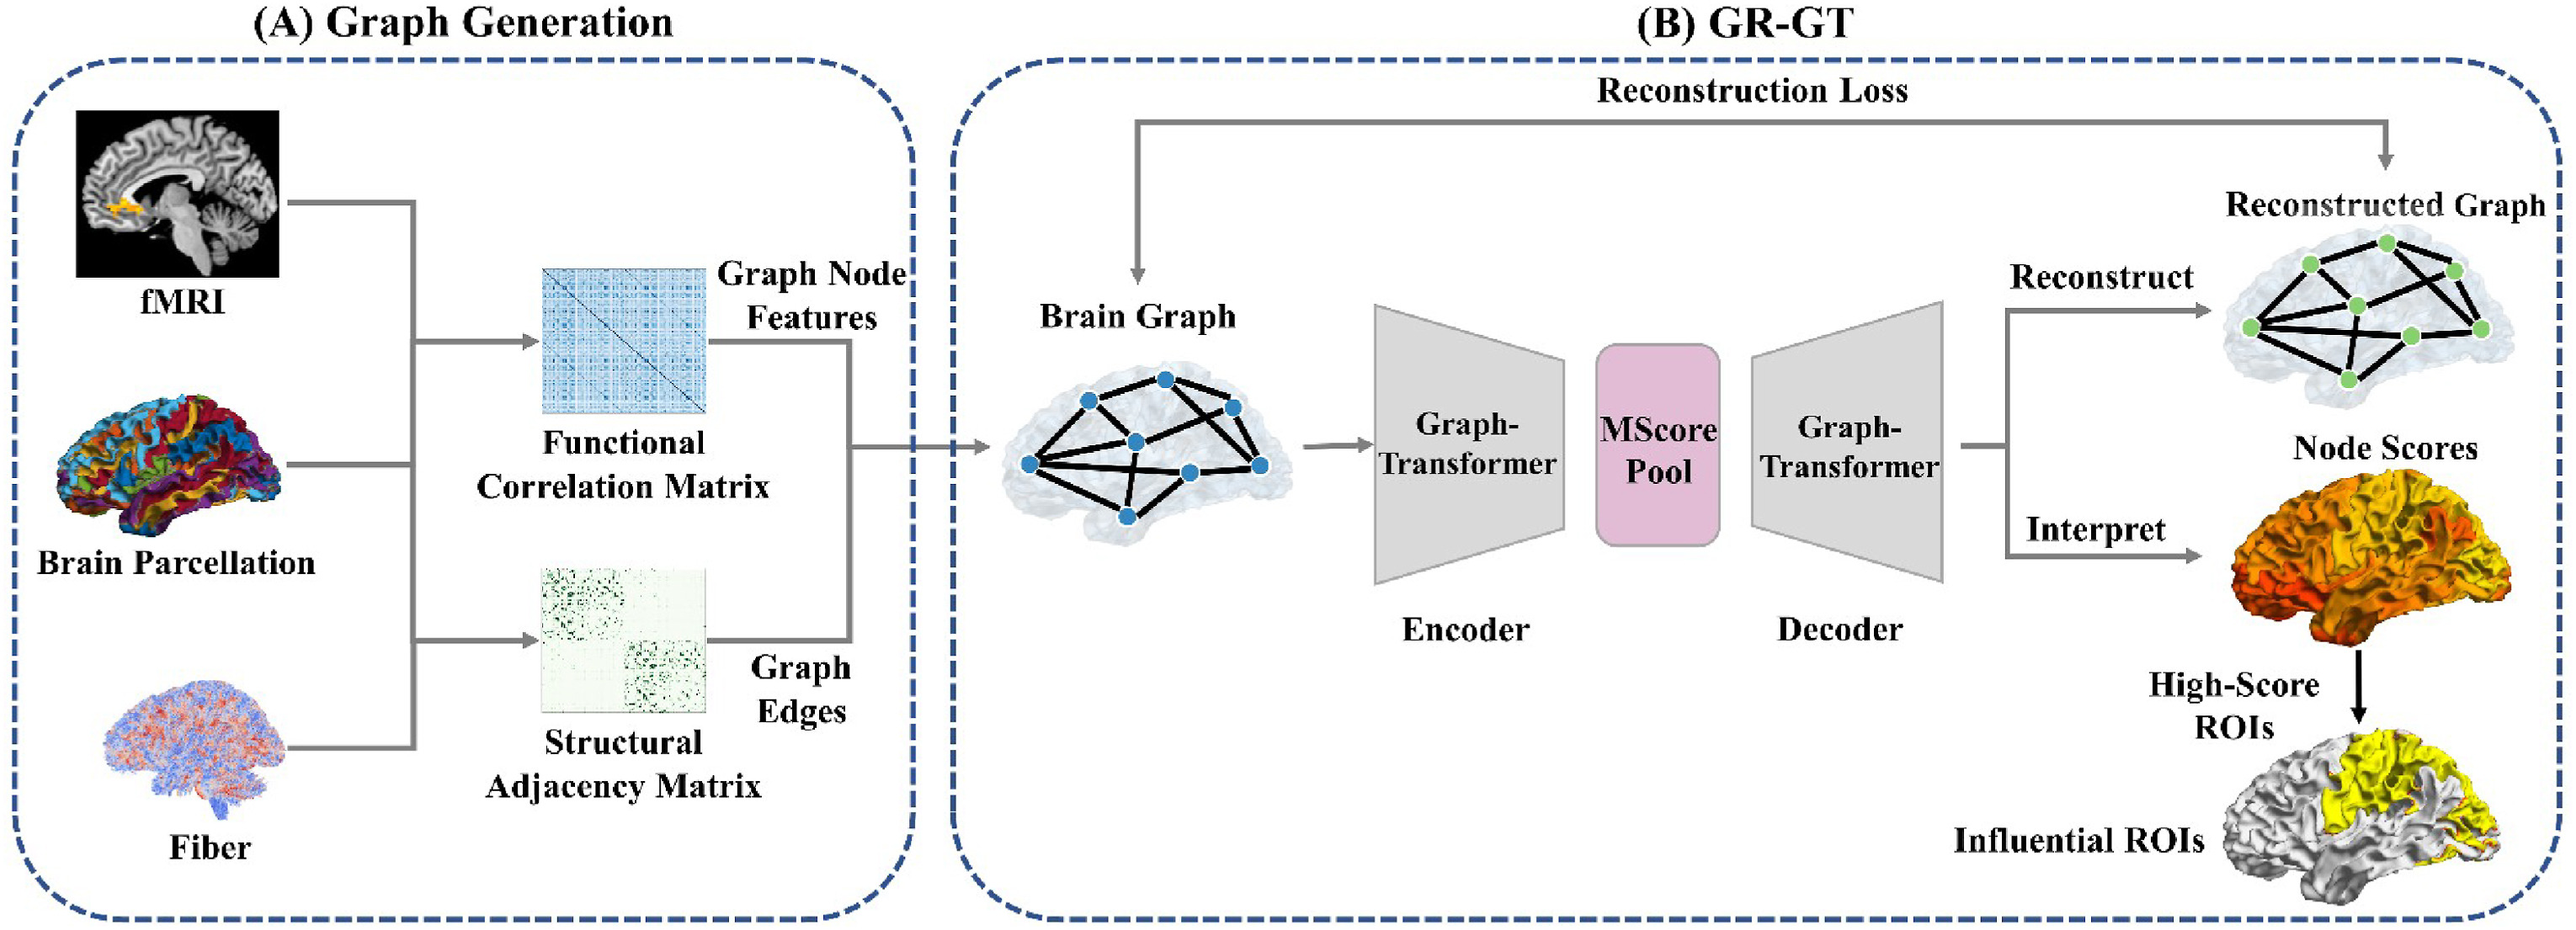 (A) Graph Generation
fMRI
Brain Parcellation
Fiber
Functional
Correlation Matrix
Structural
Adjacency Matrix
Graph Node
Features
Graph
Edges
(B) GR-GT
Reconstruction Loss
Brain Graph
Graph-
Transformer
Encoder
MScore
Pool
Graph-
Transformer
Decoder
Reconstruct
Reconstructed Graph
Interpret
Node Scores
High-Score
ROIs
Influential ROIs